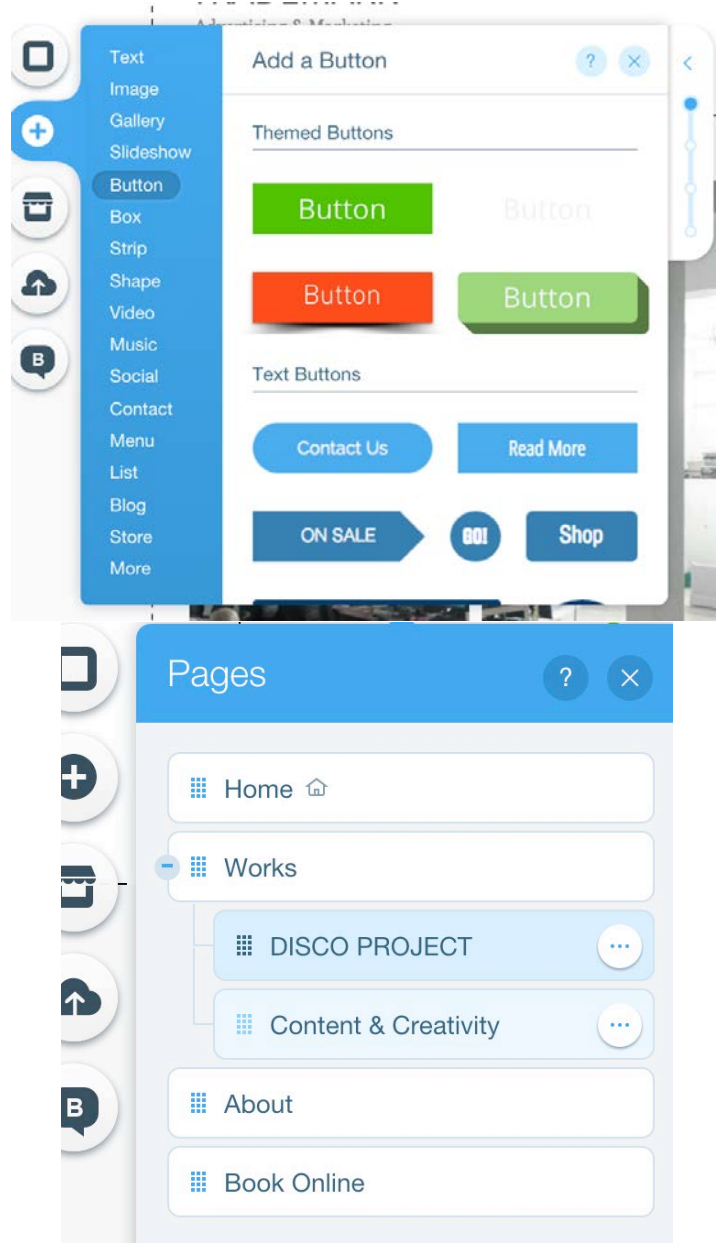 Advertising & Marketing
Text
Image
Gallery
Slideshow
Button
Box
Strip
Shape
Video
Music
Social
Contact
Menu
List
Blog
Store
More
Add a Button
?
Themed Buttons
Button
Button
Button
Button
Text Buttons
Contact Us
Read More
ON SALE
GO!
Shop
B
Pages
?
Home
Works
DISCO PROJECT
Content & Creativity
About
Book Online
B